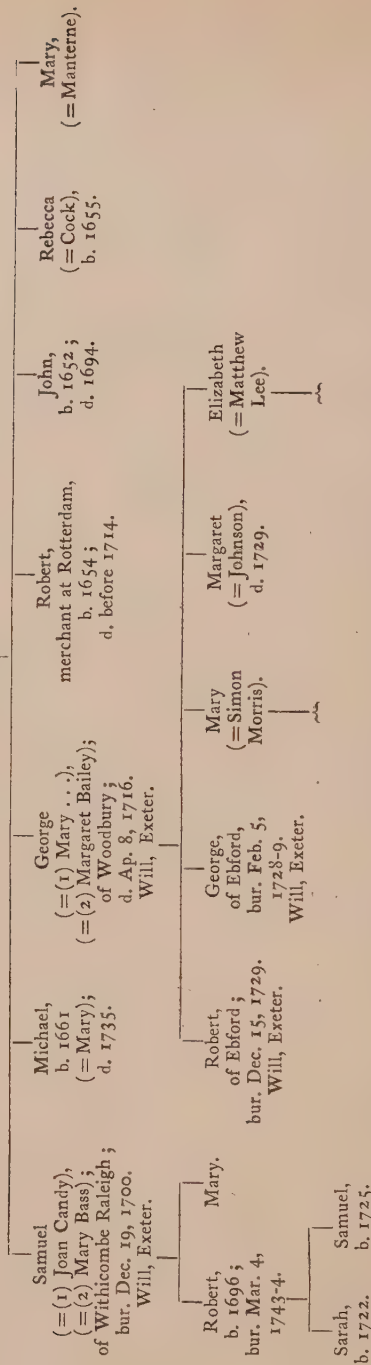 Samuel
(=(1) Joan Candy),
(=(2) Mary Bass);
of Withicombe Raleigh;
bur. Dec. 19, 1700.
Will, Exeter.
Michael,
b. 1661
(=Mary);
d. 1735.
George
(=(1) Mary . . .),
(=(2) Margaret Bailey);
of Woodbury;
d. Ap. 8, 1716.
Will, Exeter.
Robert,
merchant at Rotterdam,
b. 1654;
d. before 1714.
John,
b. 1652;
d. 1694.
Rebecca
(=Cock),
b. 1655.
Mary,
(=Manterne).
Robert,
b. 1696;
bur. Mar. 4,
1743-4.
Mary.
Robert,
of Ebford;
bur. Dec. 15, 1729.
Will, Exeter.
George,
of Ebford,
bur. Feb. 5,
1728-9.
Will, Exeter.
Mary
(=Simon
Morris).
Margaret
(=Johnson),
d. 1729.
Elizabeth
(=Matthew
Lee).
Sarah,
b. 1722.
Samuel,
b. 1725.